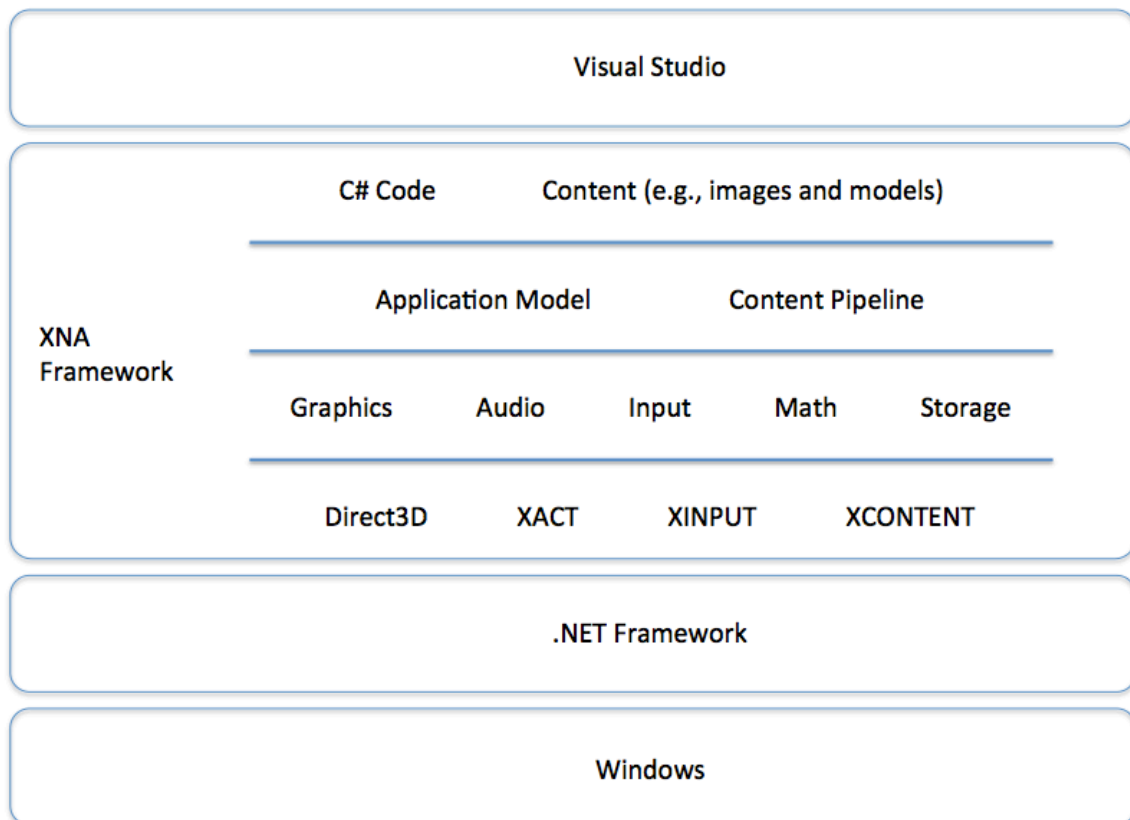 Visual Studio
C# Code Content (e.g., images and models)
Application Model Content Pipeline
XNA
Framework
Graphics Audio Input Math Storage
Direct3D XACT XINPUT XCONTENT
.NET Framework
Windows